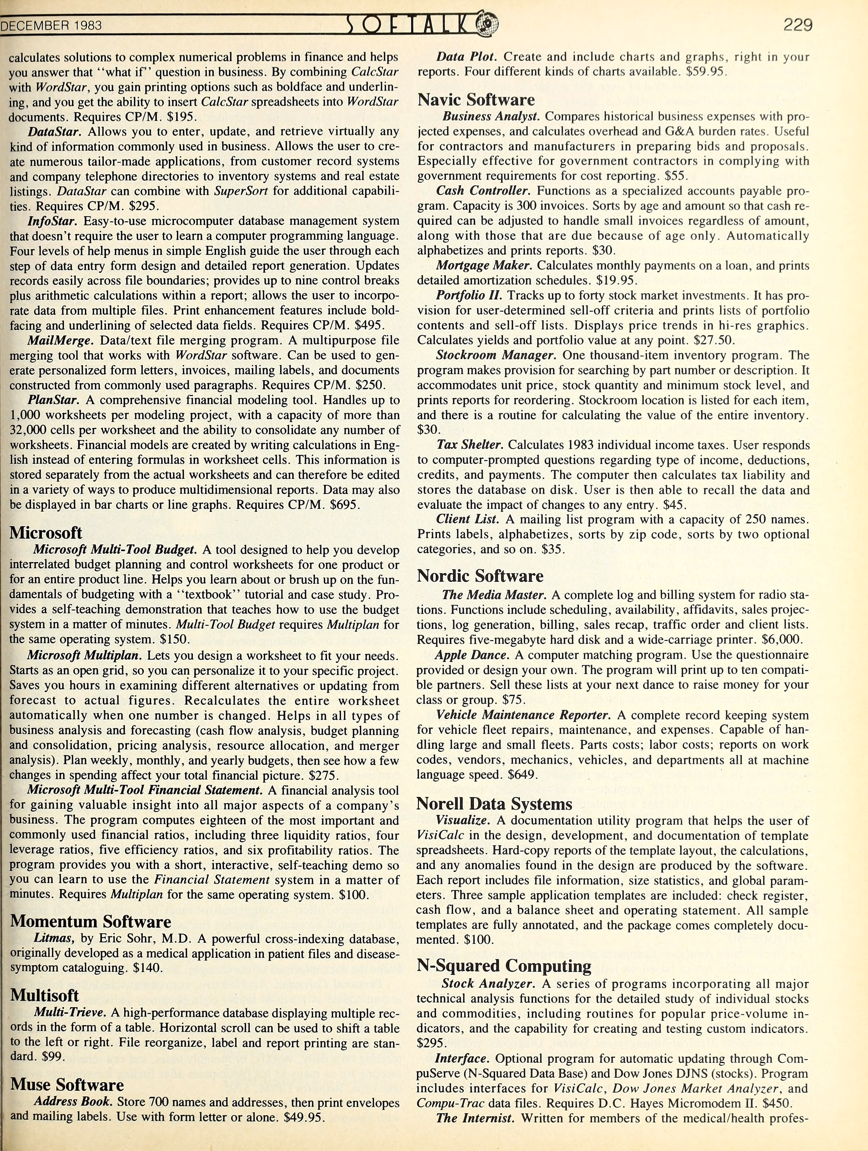 DECEMBER 1983
SOFTALK
229
calculates solutions to complex numerical problems in finance and helps
you answer that "what if" question in business. By combining CalcStar
with WordStar, you gain printing options such as boldface and underlin-
ing, and you get the ability to insert CalcStar spreadsheets into WordStar
documents. Requires CP/M. $195.
DataStar. Allows you to enter, update, and retrieve virtually any
kind of information commonly used in business. Allows the user to cre-
ate numerous tailor-made applications, from customer record systems
and company telephone directories to inventory systems and real estate
listings. DataStar can combine with SuperSort for additional capabili-
ties. Requires CP/M. $295.
InfoStar. Easy-to-use microcomputer database management system
that doesn't require the user to learn a computer programming language.
Four levels of help menus in simple English guide the user through each
step of data entry form design and detailed report generation. Updates
records easily across file boundaries; provides up to nine control breaks
plus arithmetic calculations within a report; allows the user to incorpo-
rate data from multiple files. Print enhancement features include bold-
facing and underlining of selected data fields. Requires CP/M. $495.
MailMerge. Data/text file merging program. A multipurpose file
merging tool that works with WordStar software. Can be used to gen-
erate personalized form letters, invoices, mailing labels, and documents
constructed from commonly used paragraphs. Requires CP/M. $250.
PlanStar. A comprehensive financial modeling tool. Handles up to
1,000 worksheets per modeling project, with a capacity of more than
32,000 cells per worksheet and the ability to consolidate any number of
worksheets. Financial models are created by writing calculations in Eng-
lish instead of entering formulas in worksheet cells. This information is
stored separately from the actual worksheets and can therefore be edited
in a variety of ways to produce multidimensional reports. Data may also
be displayed in bar charts or line graphs. Requires CP/M. $695.
Microsoft
Microsoft Multi-Tool Budget. A tool designed to help you develop
interrelated budget planning and control worksheets for one product or
for an entire product line. Helps you learn about or brush up on the fun-
damentals of budgeting with a "textbook" tutorial and case study. Pro-
vides a self-teaching demonstration that teaches how to use the budget
system in a matter of minutes. Multi-Tool Budget requires Multiplan for
the same operating system. $150.
Microsoft Multiplan. Lets you design a worksheet to fit your needs.
Starts as an open grid, so you can personalize it to your specific project.
Saves you hours in examining different alternatives or updating from
forecast to actual figures. Recalculates the entire worksheet
automatically when one number is changed. Helps in all types of
business analysis and forecasting (cash flow analysis, budget planning
and consolidation, pricing analysis, resource allocation, and merger
analysis). Plan weekly, monthly, and yearly budgets, then see how a few
changes in spending affect your total financial picture. $275.
Microsoft Multi-Tool Financial Statement. A financial analysis tool
for gaining valuable insight into all major aspects of a company's
business. The program computes eighteen of the most important and
commonly used financial ratios, including three liquidity ratios, four
leverage ratios, five efficiency ratios, and six profitability ratios. The
program provides you with a short, interactive, self-teaching demo so
you can learn to use the Financial Statement system in a matter of
minutes. Requires Multiplan for the same operating system. $100.
Momentum Software
Litmas, by Eric Sohr, M.D. A powerful cross-indexing database,
originally developed as a medical application in patient files and disease-
symptom cataloguing. $140.
Multisoft
Multi-Trieve. A high-performance database displaying multiple rec-
ords in the form of a table. Horizontal scroll can be used to shift a table
to the left or right. File reorganize, label and report printing are stan-
dard. $99.
Muse Software
Address Book. Store 700 names and addresses, then print envelopes
and mailing labels. Use with form letter or alone. $49.95.
Data Plot. Create and include charts and graphs, right in your
reports. Four different kinds of charts available. $59.95.
Navic Software
Business Analyst. Compares historical business expenses with pro-
jected expenses, and calculates overhead and G&A burden rates. Useful
for contractors and manufacturers in preparing bids and proposals.
Especially effective for government contractors in complying with
government requirements for cost reporting. $55.
Cash Controller. Functions as a specialized accounts payable pro-
gram. Capacity is 300 invoices. Sorts by age and amount so that cash re-
quired can be adjusted to handle small invoices regardless of amount,
along with those that are due because of age only. Automatically
alphabetizes and prints reports. $30.
Mortgage Maker. Calculates monthly payments on a loan, and prints
detailed amortization schedules. $19.95.
Portfolio II. Tracks up to forty stock market investments. It has pro-
vision for user-determined sell-off criteria and prints lists of portfolio
contents and sell-off lists. Displays price trends in hi-res graphics.
Calculates yields and portfolio value at any point. $27.50.
Stockroom Manager. One thousand-item inventory program. The
program makes provision for searching by part number or description. It
accommodates unit price, stock quantity and minimum stock level, and
prints reports for reordering. Stockroom location is listed for each item,
and there is a routine for calculating the value of the entire inventory.
$30.
Tax Shelter. Calculates 1983 individual income taxes. User responds
to computer-prompted questions regarding type of income, deductions,
credits, and payments. The computer then calculates tax liability and
stores the database on disk. User is then able to recall the data and
evaluate the impact of changes to any entry. $45.
Client List. A mailing list program with a capacity of 250 names.
Prints labels, alphabetizes, sorts by zip code, sorts by two optional
categories, and so on. $35.
Nordic Software
The Media Master. A complete log and billing system for radio sta-
tions. Functions include scheduling, availability, affidavits, sales projec-
tions, log generation, billing, sales recap, traffic order and client lists.
Requires five-megabyte hard disk and a wide-carriage printer. $6,000.
Apple Dance. A computer matching program. Use the questionnaire
provided or design your own. The program will print up to ten compati-
ble partners. Sell these lists at your next dance to raise money for your
class or group. $75.
Vehicle Maintenance Reporter. A complete record keeping system
for vehicle fleet repairs, maintenance, and expenses. Capable of han-
dling large and small fleets. Parts costs; labor costs; reports on work
codes, vendors, mechanics, vehicles, and departments all at machine
language speed. $649.
Norell Data Systems
Visualize. A documentation utility program that helps the user of
VisiCalc in the design, development, and documentation of template
spreadsheets. Hard-copy reports of the template layout, the calculations,
and any anomalies found in the design are produced by the software.
Each report includes file information, size statistics, and global param-
eters. Three sample application templates are included: check register,
cash flow, and a balance sheet and operating statement. All sample
templates are fully annotated, and the package comes completely docu-
mented. $100.
N-Squared Computing
Stock Analyzer. A series of programs incorporating all major
technical analysis functions for the detailed study of individual stocks
and commodities, including routines for popular price-volume in-
dicators, and the capability for creating and testing custom indicators.
$295.
Interface. Optional program for automatic updating through Com-
puServe (N-Squared Data Base) and Dow Jones DJNS (stocks). Program
includes interfaces for VisiCalc, Dow Jones Market Analyzer, and
Compu-Trac data files. Requires D.C. Hayes Micromodem II. $450.
The Internist. Written for members of the medical/health profes-